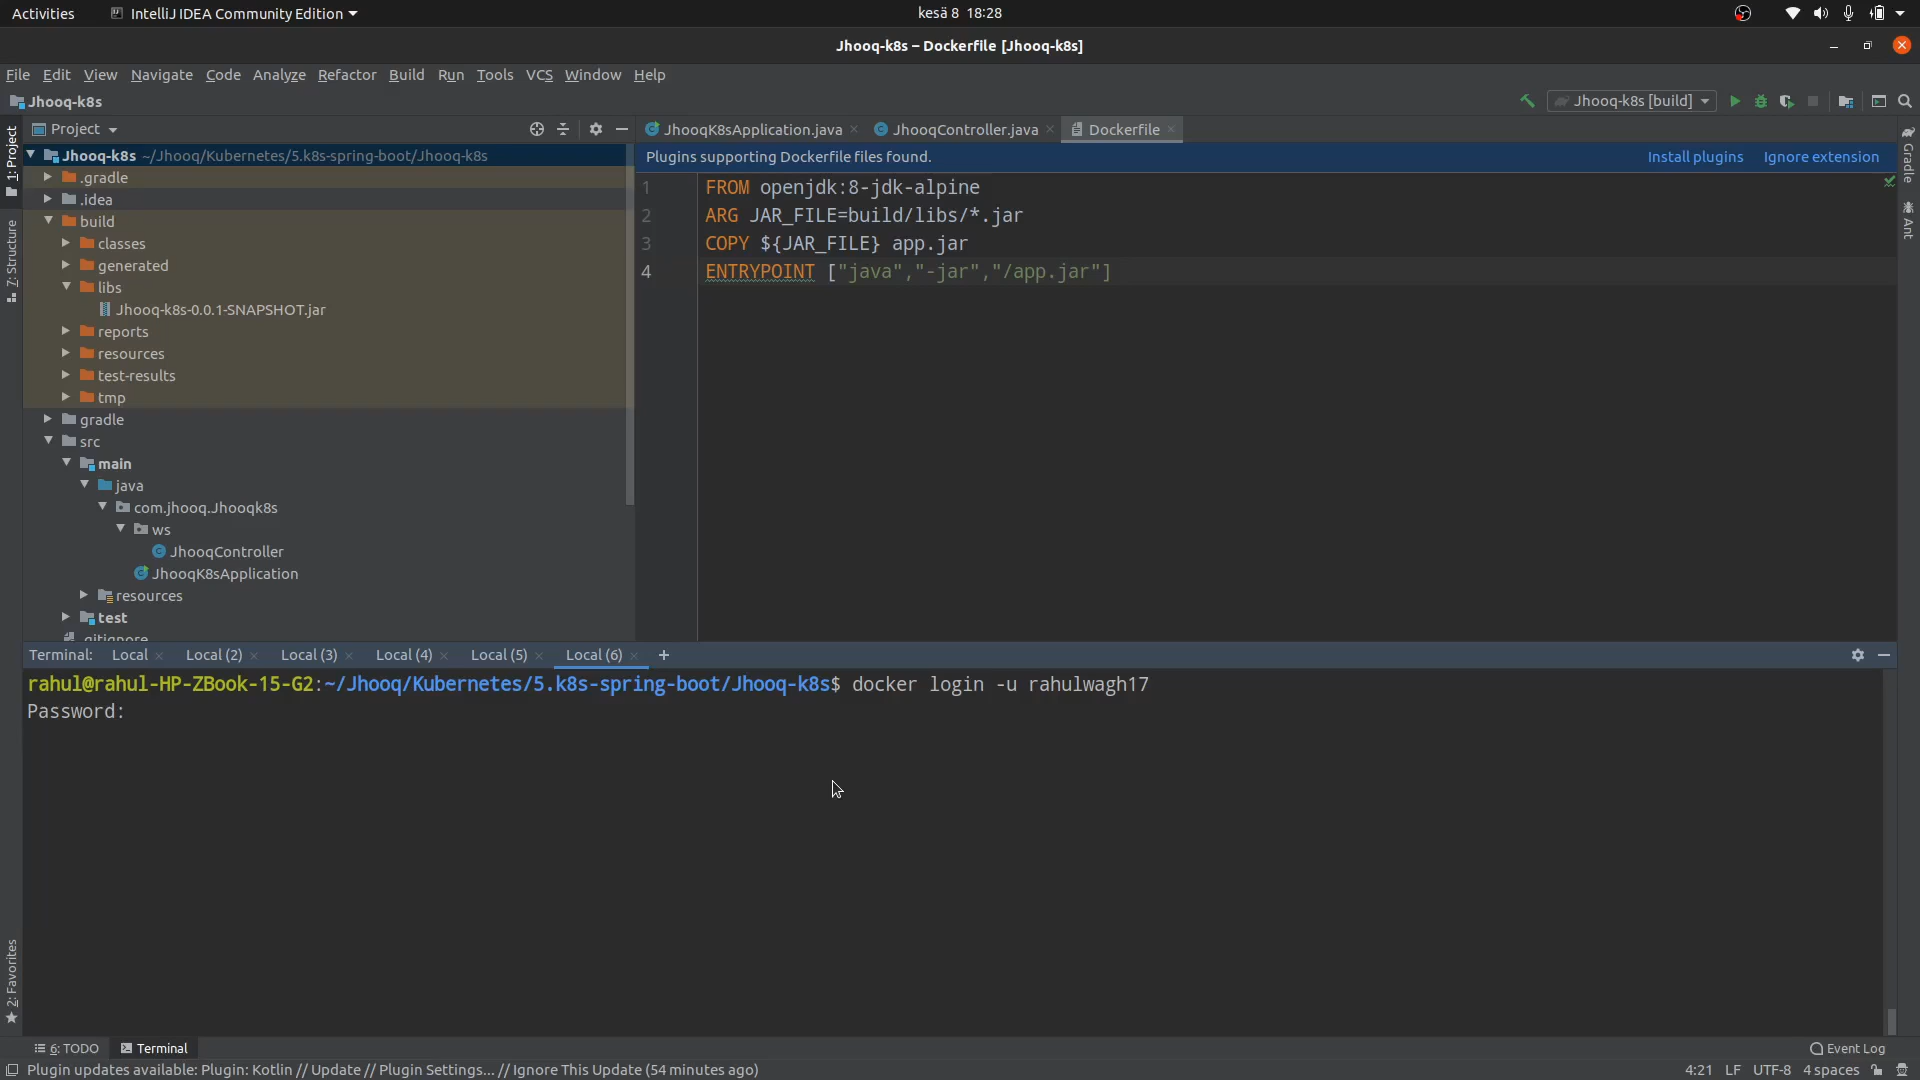 Activities
IntelliJ IDEA Community Edition
kesä 8 18:28
Jhooq-k8s – Dockerfile [Jhooq-k8s]
File Edit View Navigate Code Analyze Refactor Build Run Tools VCS Window Help
Jhooq-k8s
Jhooq-k8s [build]
1: Project
7: Structure
2: Favorites
Project
Jhooq-k8s ~/Jhooq/Kubernetes/5.k8s-spring-boot/Jhooq-k8s
.gradle
.idea
build
classes
generated
libs
Jhooq-k8s-0.0.1-SNAPSHOT.jar
reports
resources
test-results
tmp
gradle
src
main
java
com.jhooq.Jhooqk8s
ws
JhooqController
JhooqK8sApplication
resources
test
.gitignore
JhooqK8sApplication.java
JhooqController.java
Dockerfile
Plugins supporting Dockerfile files found.
Install plugins
Ignore extension
1 FROM openjdk:8-jdk-alpine
2 ARG JAR_FILE=build/libs/*.jar
3 COPY ${JAR_FILE} app.jar
4 ENTRYPOINT ["java","-jar","/app.jar"]
Gradle
Ant
Terminal: Local Local (2) Local (3) Local (4) Local (5) Local (6)
rahul@rahul-HP-ZBook-15-G2:~/Jhooq/Kubernetes/5.k8s-spring-boot/Jhooq-k8s$ docker login -u rahulwagh17
Password:
6: TODO
Terminal
Event Log
Plugin updates available: Plugin: Kotlin // Update // Plugin Settings... // Ignore This Update (54 minutes ago)
4:21 LF UTF-8 4 spaces